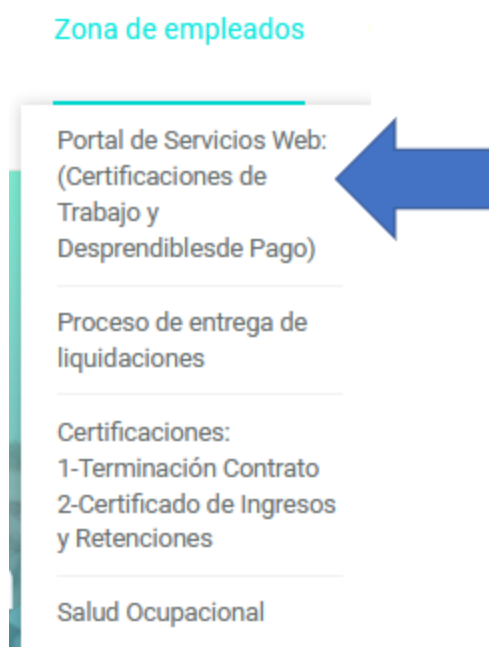 Zona de empleados
Portal de Servicios Web:
(Certificaciones de
Trabajo y
Desprendiblesde Pago)
Proceso de entrega de
liquidaciones
Certificaciones:
1-Terminación Contrato
2-Certificado de Ingresos
y Retenciones
Salud Ocupacional